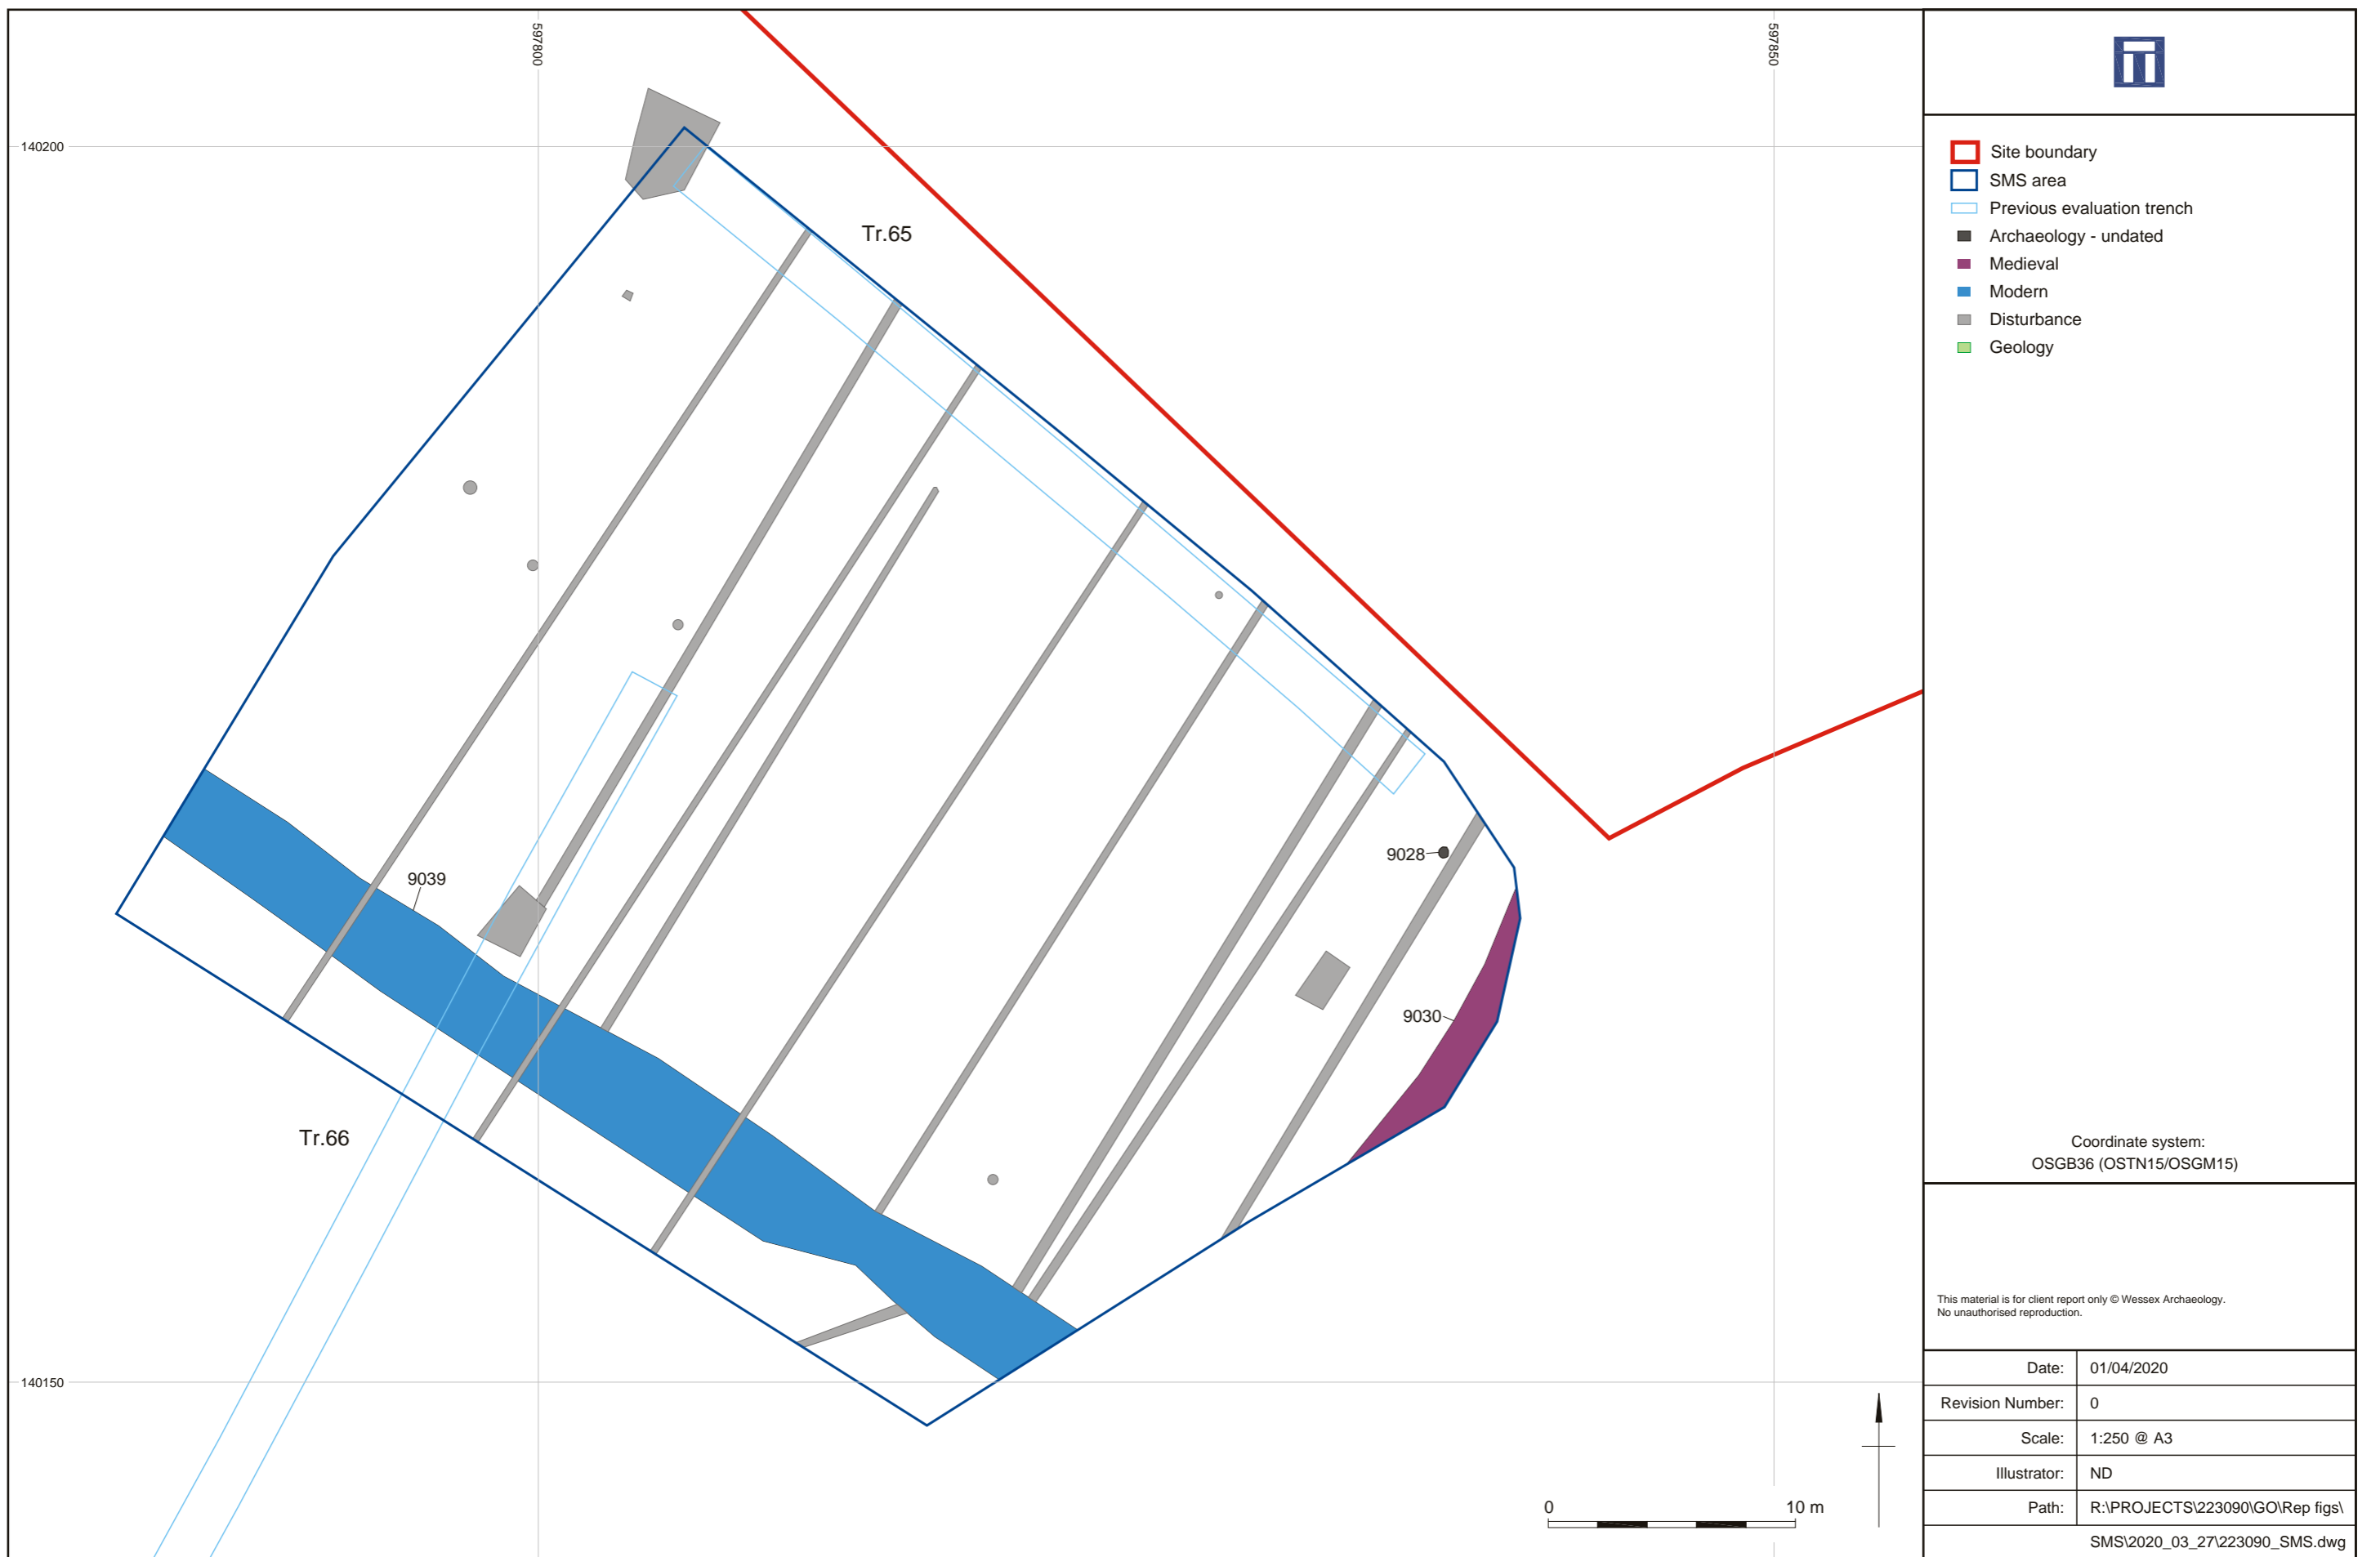 597800
597850
140200
140150
Tr.65
Tr.66
9039
9028
9030
0 10 m
Site boundary
SMS area
Previous evaluation trench
Archaeology - undated
Medieval
Modern
Disturbance
Geology
Coordinate system:
OSGB36 (OSTN15/OSGM15)
This material is for client report only © Wessex Archaeology.
No unauthorised reproduction.
Date: 01/04/2020
Revision Number: 0
Scale: 1:250 @ A3
Illustrator: ND
Path: R:\PROJECTS\223090\GO\Rep figs\
SMS\2020_03_27\223090_SMS.dwg